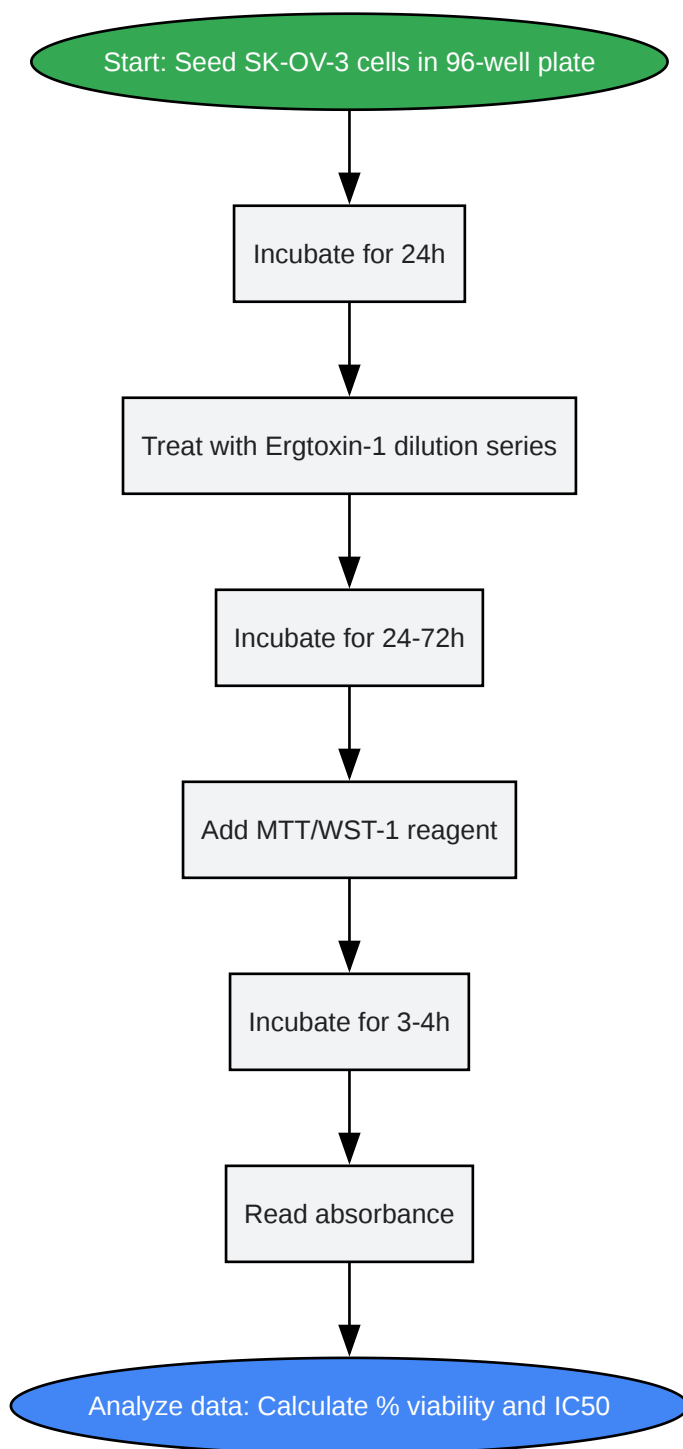 Start: Seed SK-OV-3 cells in 96-well plate
Incubate for 24h
Treat with Ergtoxin-1 dilution series
Incubate for 24-72h
Add MTT/WST-1 reagent
Incubate for 3-4h
Read absorbance
Analyze data: Calculate % viability and IC50